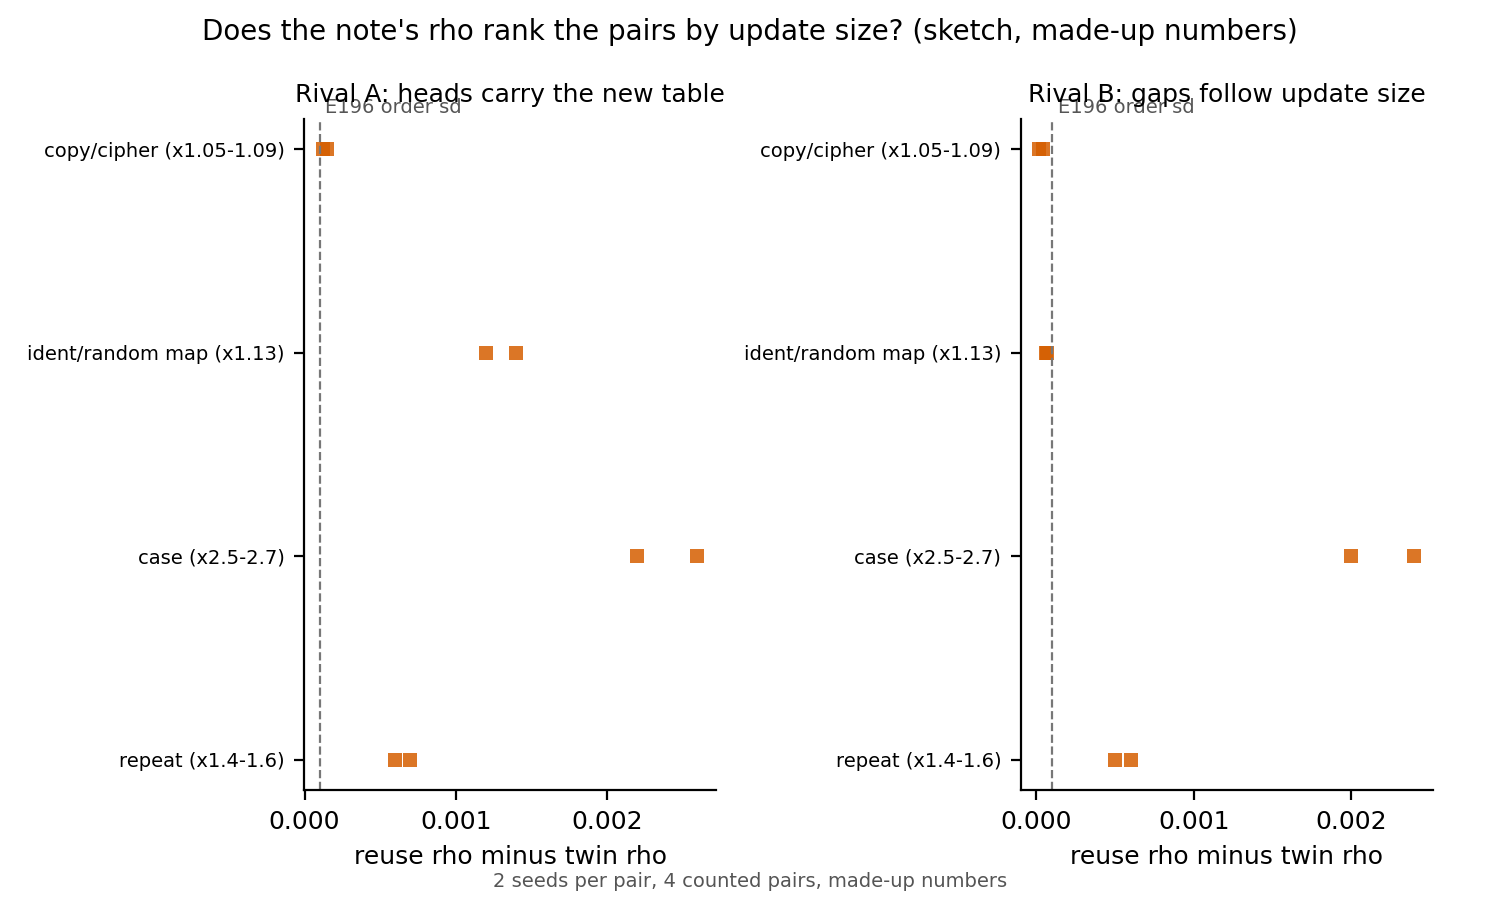 Does the note's rho rank the pairs by update size? (sketch, made-up numbers)
Rival A: heads carry the new table
E196 order sd
copy/cipher (x1.05-1.09)
ident/random map (x1.13)
case (x2.5-2.7)
repeat (x1.4-1.6)
0.000 0.001 0.002
reuse rho minus twin rho
Rival B: gaps follow update size
E196 order sd
copy/cipher (x1.05-1.09)
ident/random map (x1.13)
case (x2.5-2.7)
repeat (x1.4-1.6)
0.000 0.001 0.002
reuse rho minus twin rho
2 seeds per pair, 4 counted pairs, made-up numbers